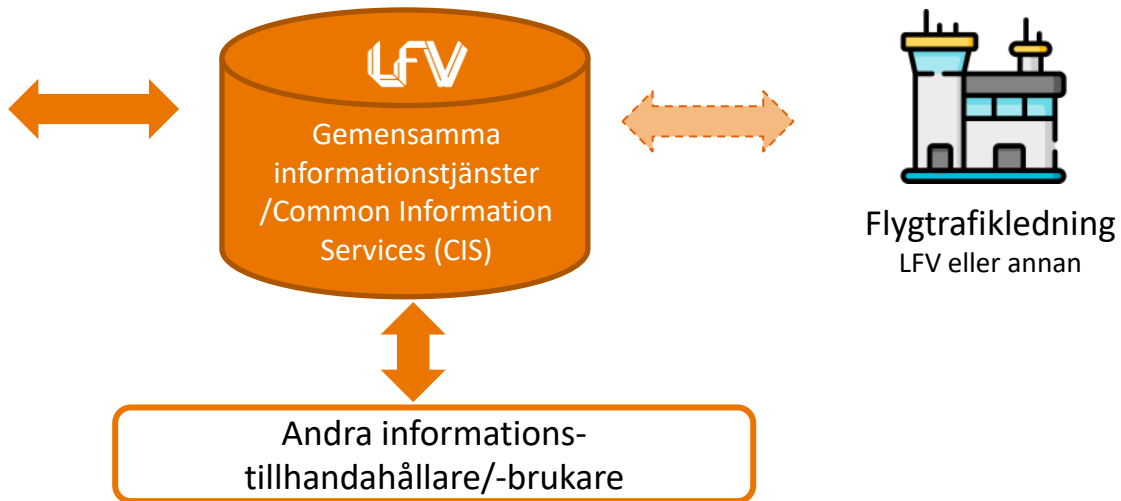 LFV
Gemensamma
informationstjänster
/Common Information
Services (CIS)
Flygtrafikledning
LFV eller annan
Andra informations-
tillhandahållare/-brukare